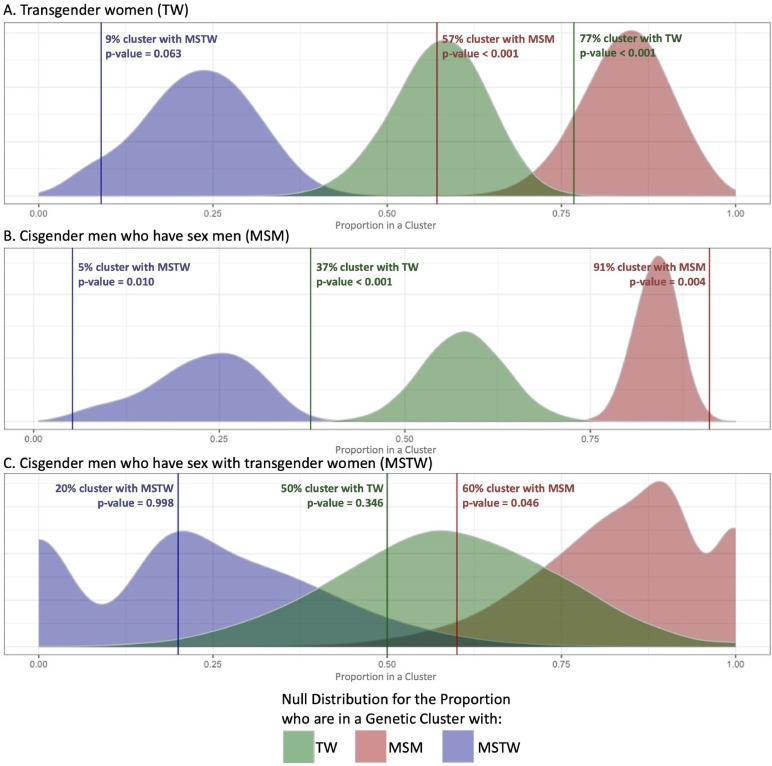 A. Transgender women (TW)
9% cluster with MSTW
p-value = 0.063
57% cluster with MSM
p-value < 0.001
77% cluster with TW
p-value < 0.001
0.00
0.25
0.50
0.75
1.00
Proportion in a Cluster
B. Cisgender men who have sex men (MSM)
5% cluster with MSTW
p-value = 0.010
37% cluster with TW
p-value < 0.001
91% cluster with MSM
p-value = 0.004
0.00
0.25
0.50
0.75
Proportion in a Cluster
C. Cisgender men who have sex with transgender women (MSTW)
20% cluster with MSTW
p-value = 0.998
50% cluster with TW
p-value = 0.346
60% cluster with MSM
p-value = 0.046
0.00
0.25
0.50
0.75
1.00
Proportion in a Cluster
Null Distribution for the Proportion
who are in a Genetic Cluster with:
TW
MSM
MSTW